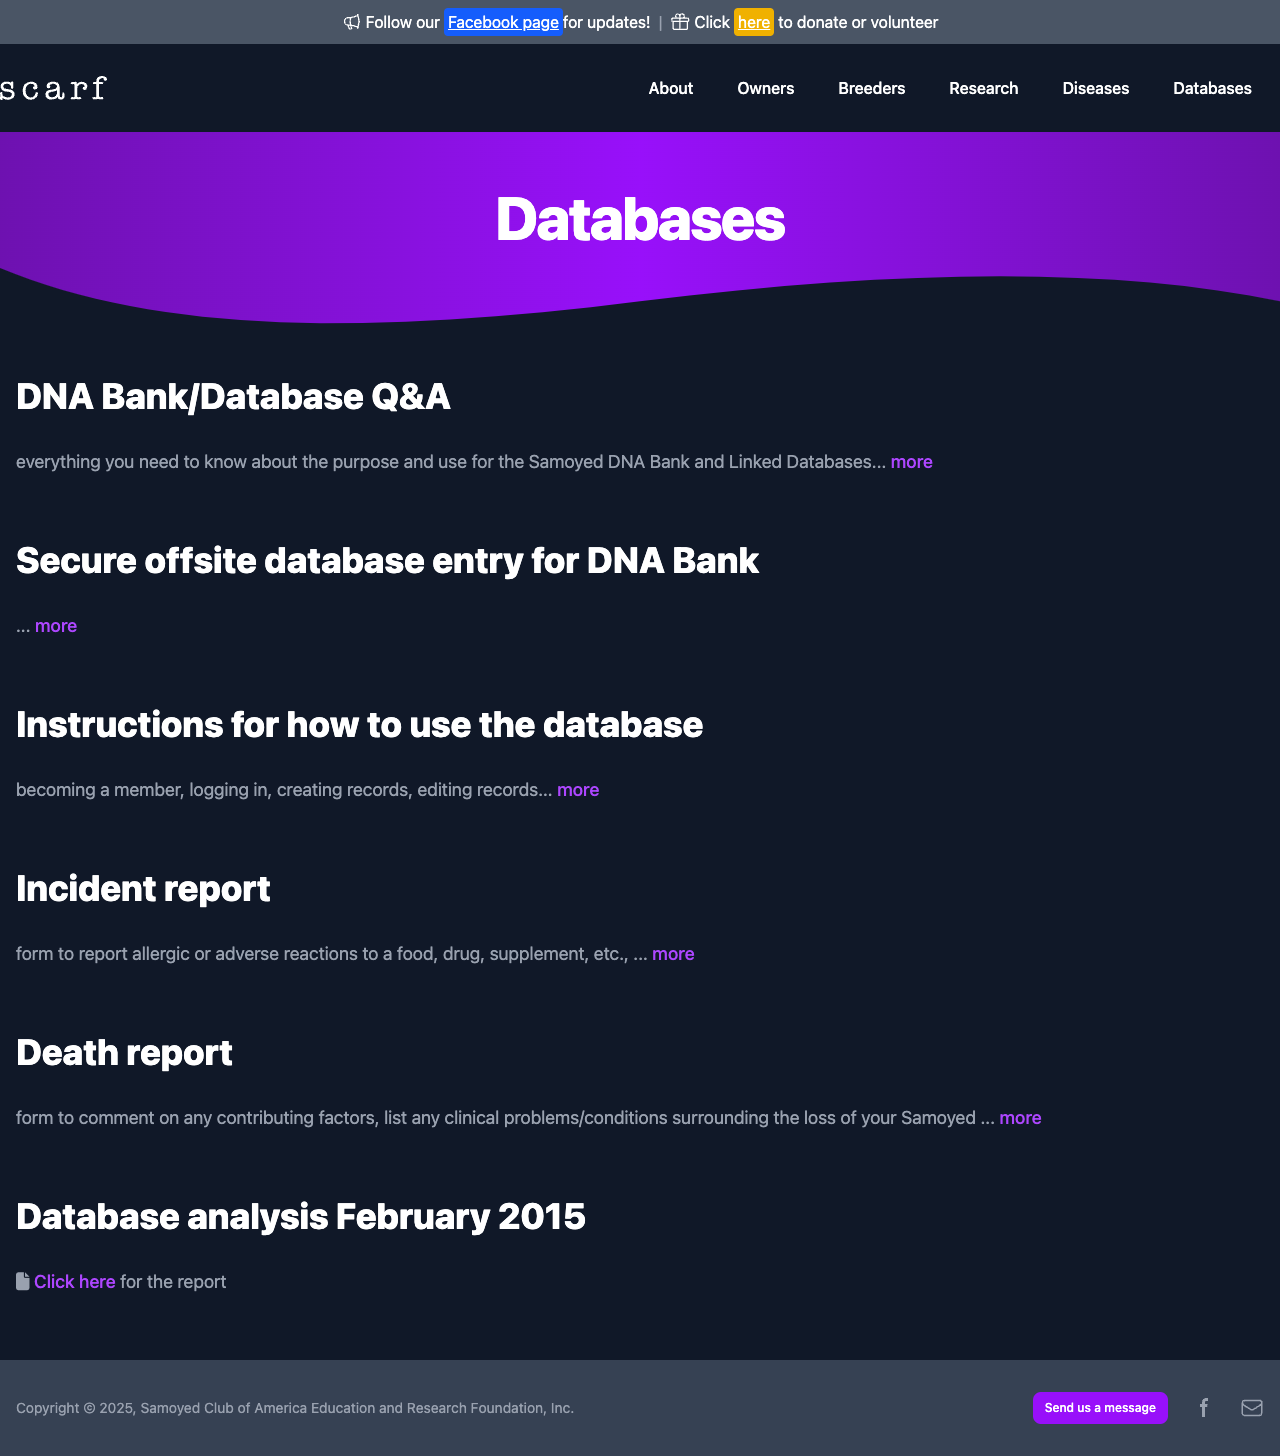 Follow our Facebook page for updates! | Click here to donate or volunteer
scarf
About Owners Breeders Research Diseases Databases
Databases
DNA Bank/Database Q&A
everything you need to know about the purpose and use for the Samoyed DNA Bank and Linked Databases... more
Secure offsite database entry for DNA Bank
... more
Instructions for how to use the database
becoming a member, logging in, creating records, editing records... more
Incident report
form to report allergic or adverse reactions to a food, drug, supplement, etc., ... more
Death report
form to comment on any contributing factors, list any clinical problems/conditions surrounding the loss of your Samoyed ... more
Database analysis February 2015
Click here for the report
Copyright © 2025, Samoyed Club of America Education and Research Foundation, Inc.
Send us a message